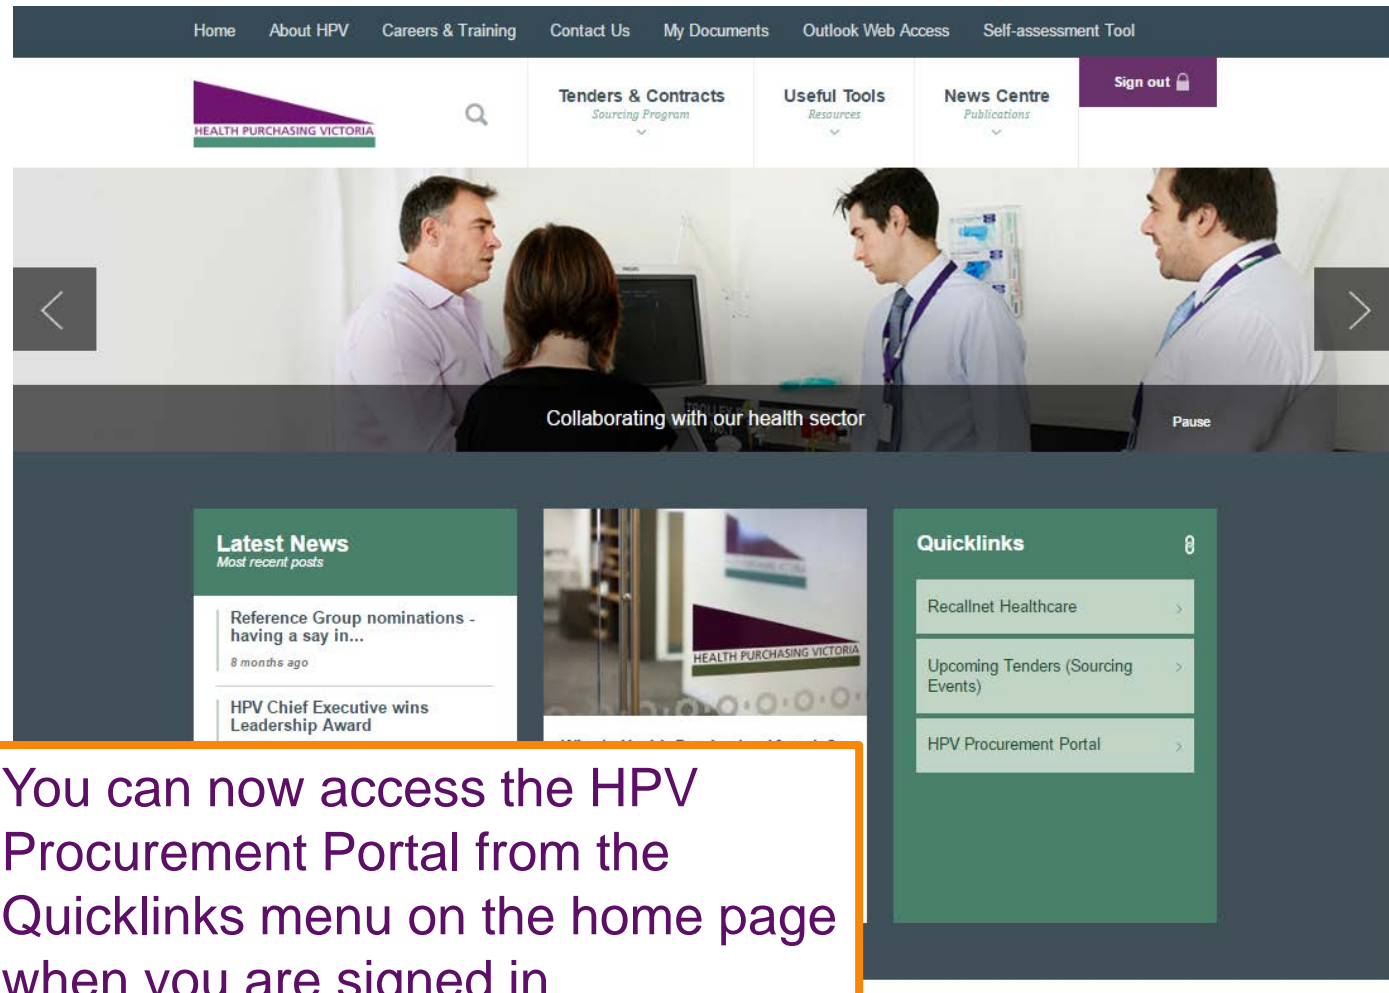 Home About HPV Careers & Training Contact Us My Documents Outlook Web Access Self-assessment Tool
Sign out
HEALTH PURCHASING VICTORIA
Tenders & Contracts
Sourcing Program
Useful Tools
Resources
News Centre
Publications
Collaborating with our health sector
Pause
Latest News
Most recent posts
Reference Group nominations -
having a say in...
8 months ago
HPV Chief Executive wins
Leadership Award
HEALTH PURCHASING VICTORIA
Quicklinks
Recallnet Healthcare
Upcoming Tenders (Sourcing
Events)
HPV Procurement Portal
You can now access the HPV
Procurement Portal from the
Quicklinks menu on the home page
when you are signed in